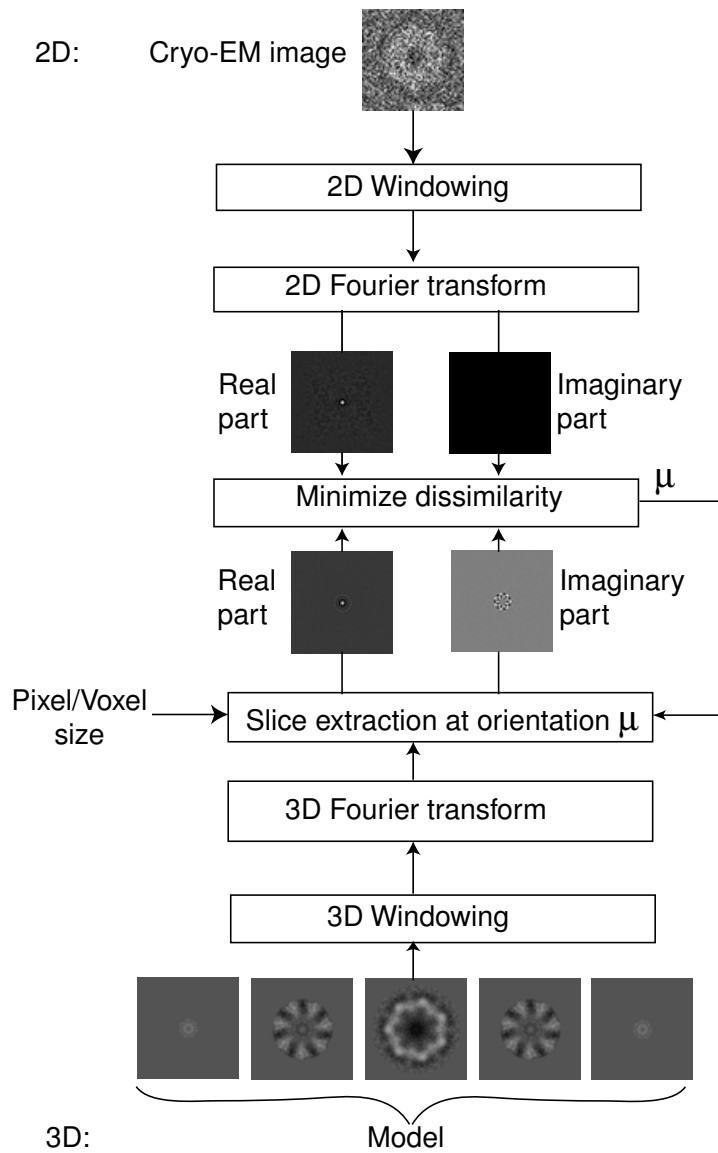 2D: Cryo-EM image
2D Windowing
2D Fourier transform
Real
part
Imaginary
part
Minimize dissimilarity
μ
Real
part
Imaginary
part
Pixel/Voxel
size
Slice extraction at orientation μ
3D Fourier transform
3D Windowing
3D: Model